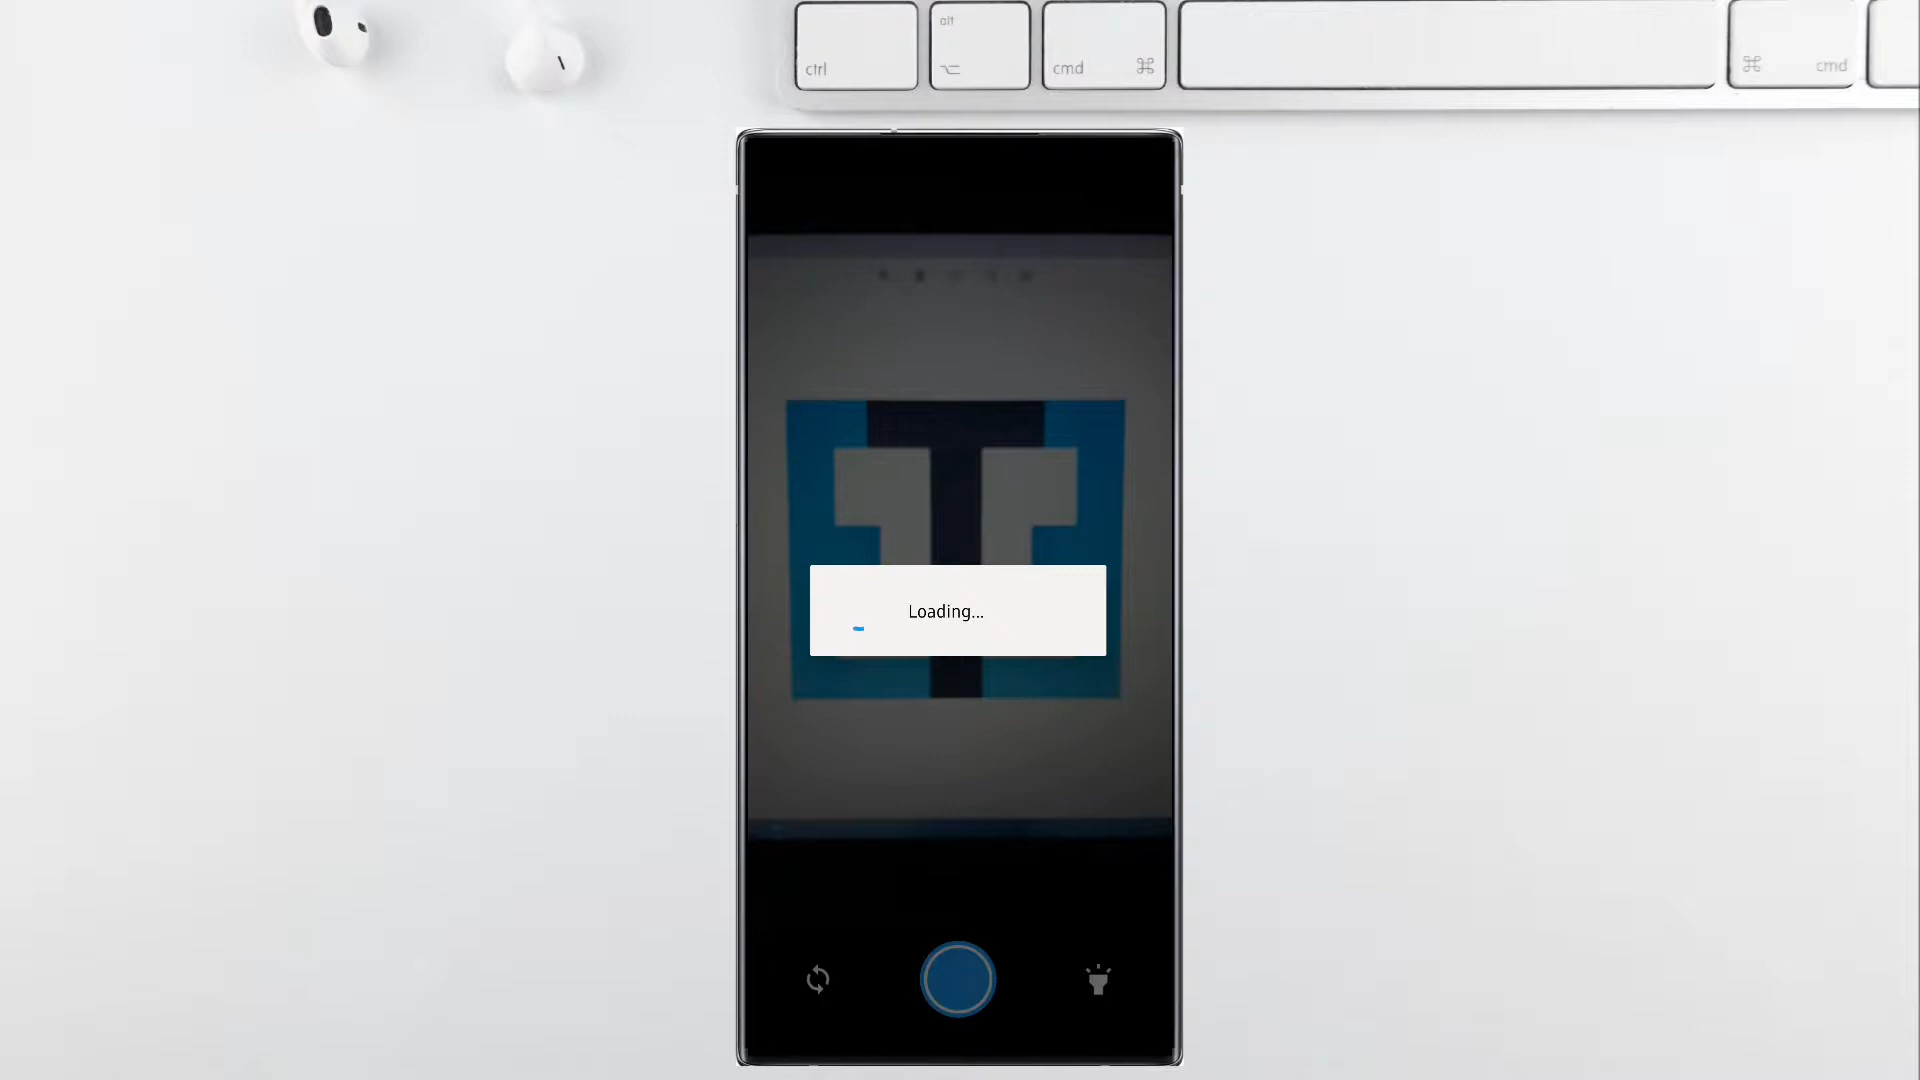 alt
ctrl
cmd ⌘
⌘ cmd
Loading...